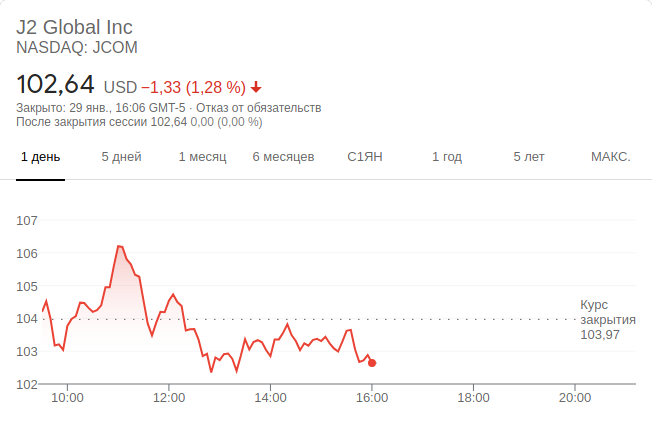 J2 Global Inc
NASDAQ: JCOM
102,64 USD −1,33 (1,28 %)
Закрыто: 29 янв., 16:06 GMT-5 · Отказ от обязательств
После закрытия сессии 102,64 0,00 (0,00 %)
1 день 5 дней 1 месяц 6 месяцев С1ЯН 1 год 5 лет МАКС.
107
106
105
104
103
102
Курс
закрытия
103,97
10:00 12:00 14:00 16:00 18:00 20:00